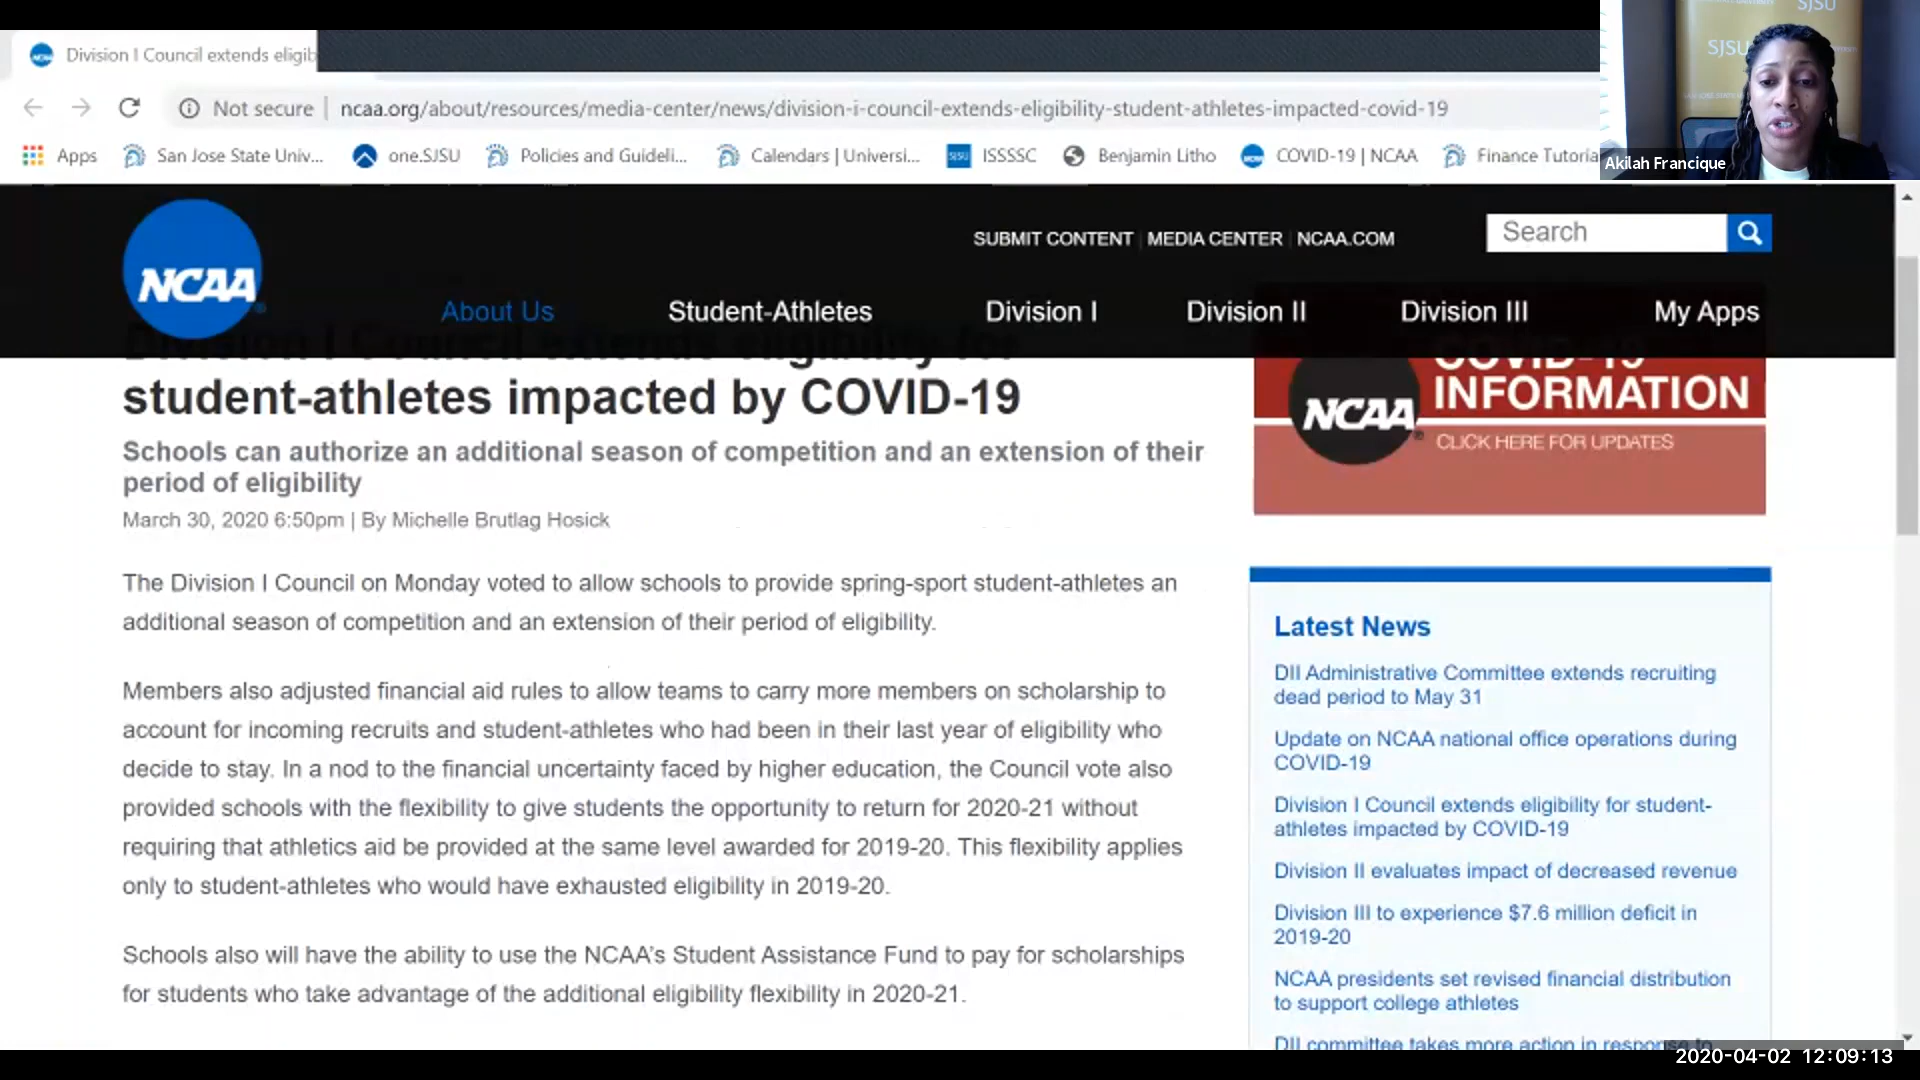 Division I Council extends eligib
Not secure
ncaa.org/about/resources/media-center/news/division-i-council-extends-eligibility-student-athletes-impacted-covid-19
Apps
San Jose State Univ...
one.SJSU
Policies and Guideli...
Calendars | Universi...
ISSSSC
Benjamin Litho
COVID-19 | NCAA
Finance Tutoria
SJSU
SJSU
Akilah Francique
NCAA
SUBMIT CONTENT
MEDIA CENTER
NCAA.COM
Search
About Us
Student-Athletes
Division I
Division II
Division III
My Apps
Division I Council extends eligibility for
student-athletes impacted by COVID-19
Schools can authorize an additional season of competition and an extension of their
period of eligibility
March 30, 2020 6:50pm | By Michelle Brutlag Hosick
The Division I Council on Monday voted to allow schools to provide spring-sport student-athletes an
additional season of competition and an extension of their period of eligibility.
Members also adjusted financial aid rules to allow teams to carry more members on scholarship to
account for incoming recruits and student-athletes who had been in their last year of eligibility who
decide to stay. In a nod to the financial uncertainty faced by higher education, the Council vote also
provided schools with the flexibility to give students the opportunity to return for 2020-21 without
requiring that athletics aid be provided at the same level awarded for 2019-20. This flexibility applies
only to student-athletes who would have exhausted eligibility in 2019-20.
Schools also will have the ability to use the NCAA's Student Assistance Fund to pay for scholarships
for students who take advantage of the additional eligibility flexibility in 2020-21.
COVID-19
NCAA
INFORMATION
CLICK HERE FOR UPDATES
Latest News
DII Administrative Committee extends recruiting
dead period to May 31
Update on NCAA national office operations during
COVID-19
Division I Council extends eligibility for student-
athletes impacted by COVID-19
Division II evaluates impact of decreased revenue
Division III to experience $7.6 million deficit in
2019-20
NCAA presidents set revised financial distribution
to support college athletes
DII committee takes more action in response to
2020-04-02 12:09:13